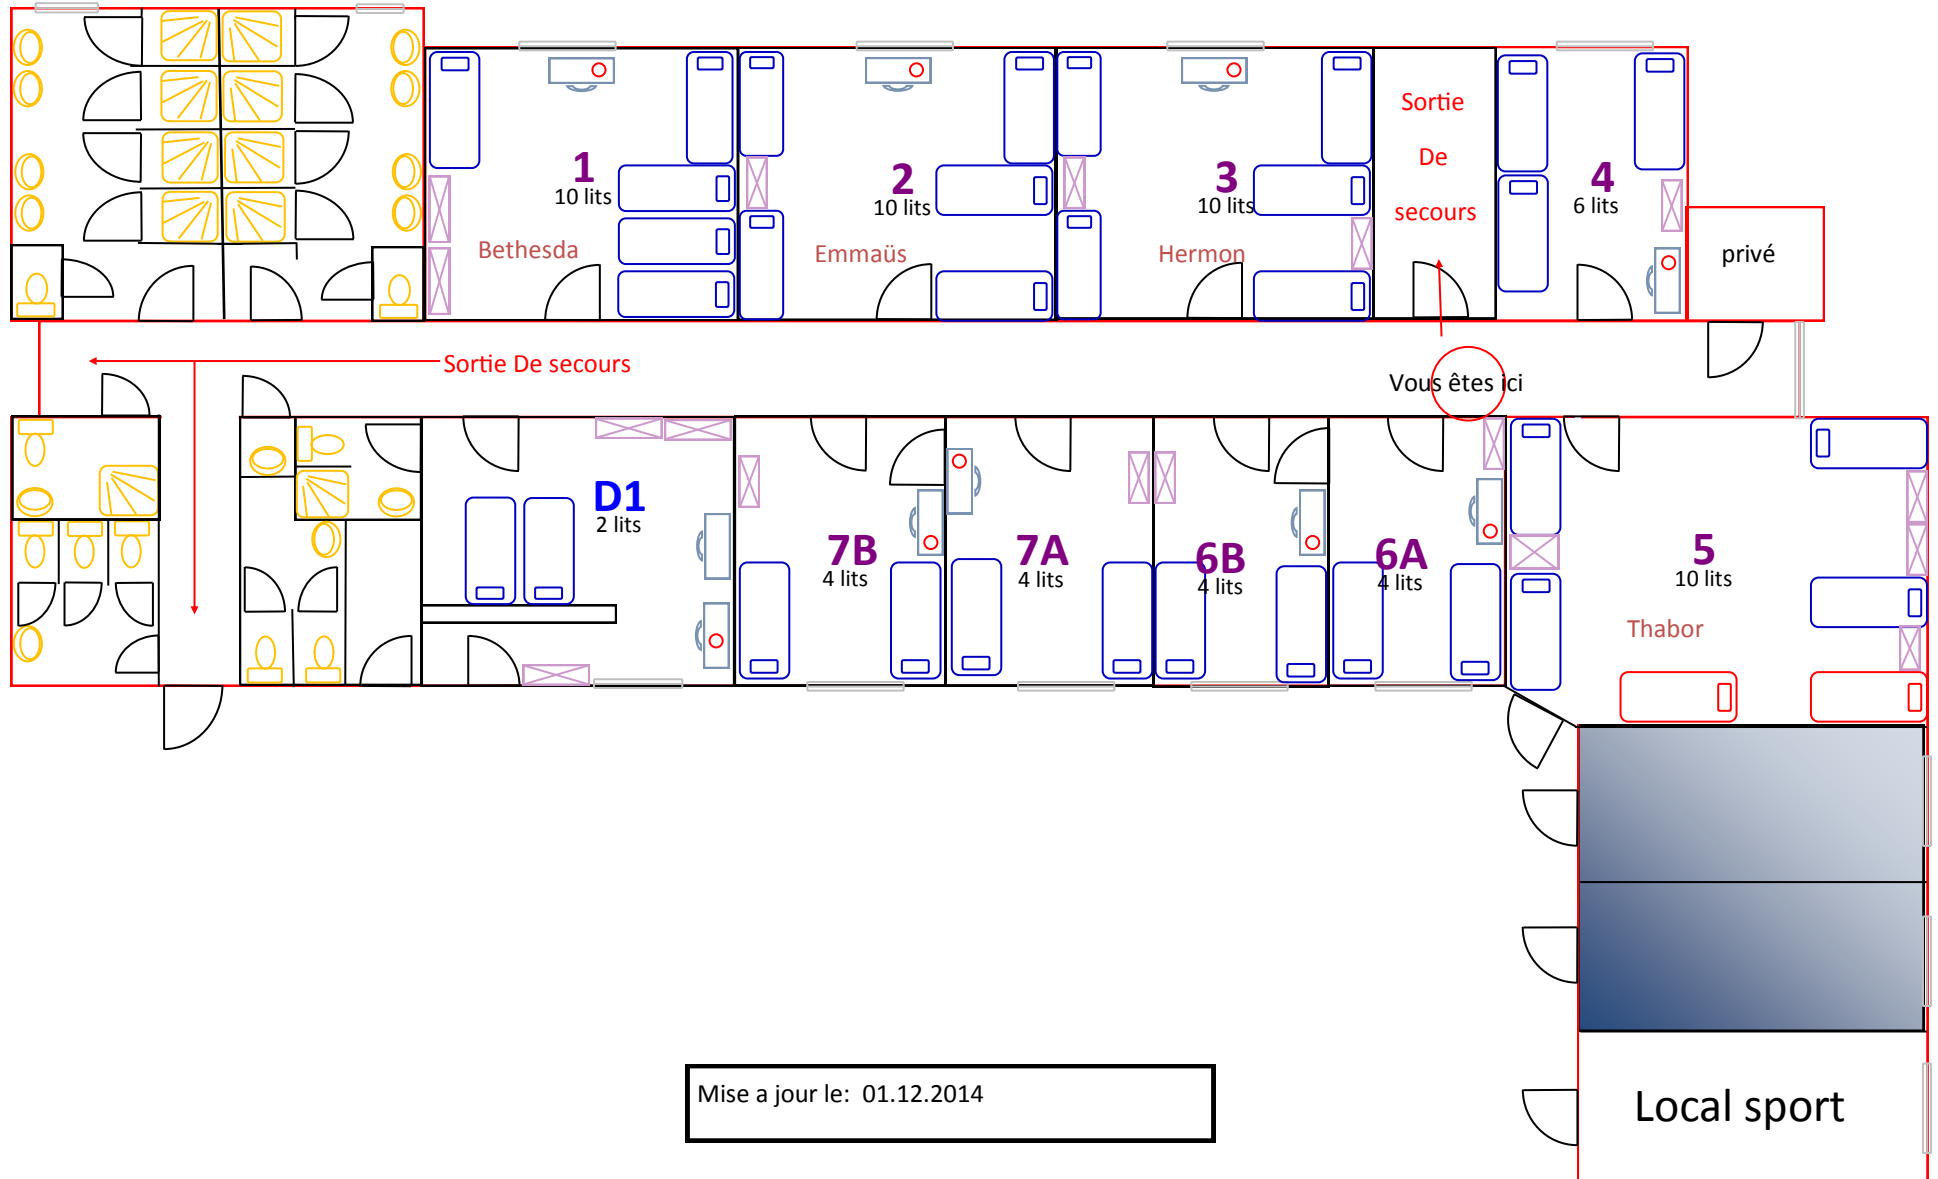 1
10 lits
Bethesda
2
10 lits
Emmaüs
3
10 lits
Hermon
Sortie
De
secours
4
6 lits
privé
Sortie De secours
Vous êtes ici
D1
2 lits
7B
4 lits
7A
4 lits
6B
4 lits
6A
4 lits
5
10 lits
Thabor
Mise a jour le: 01.12.2014
Local sport